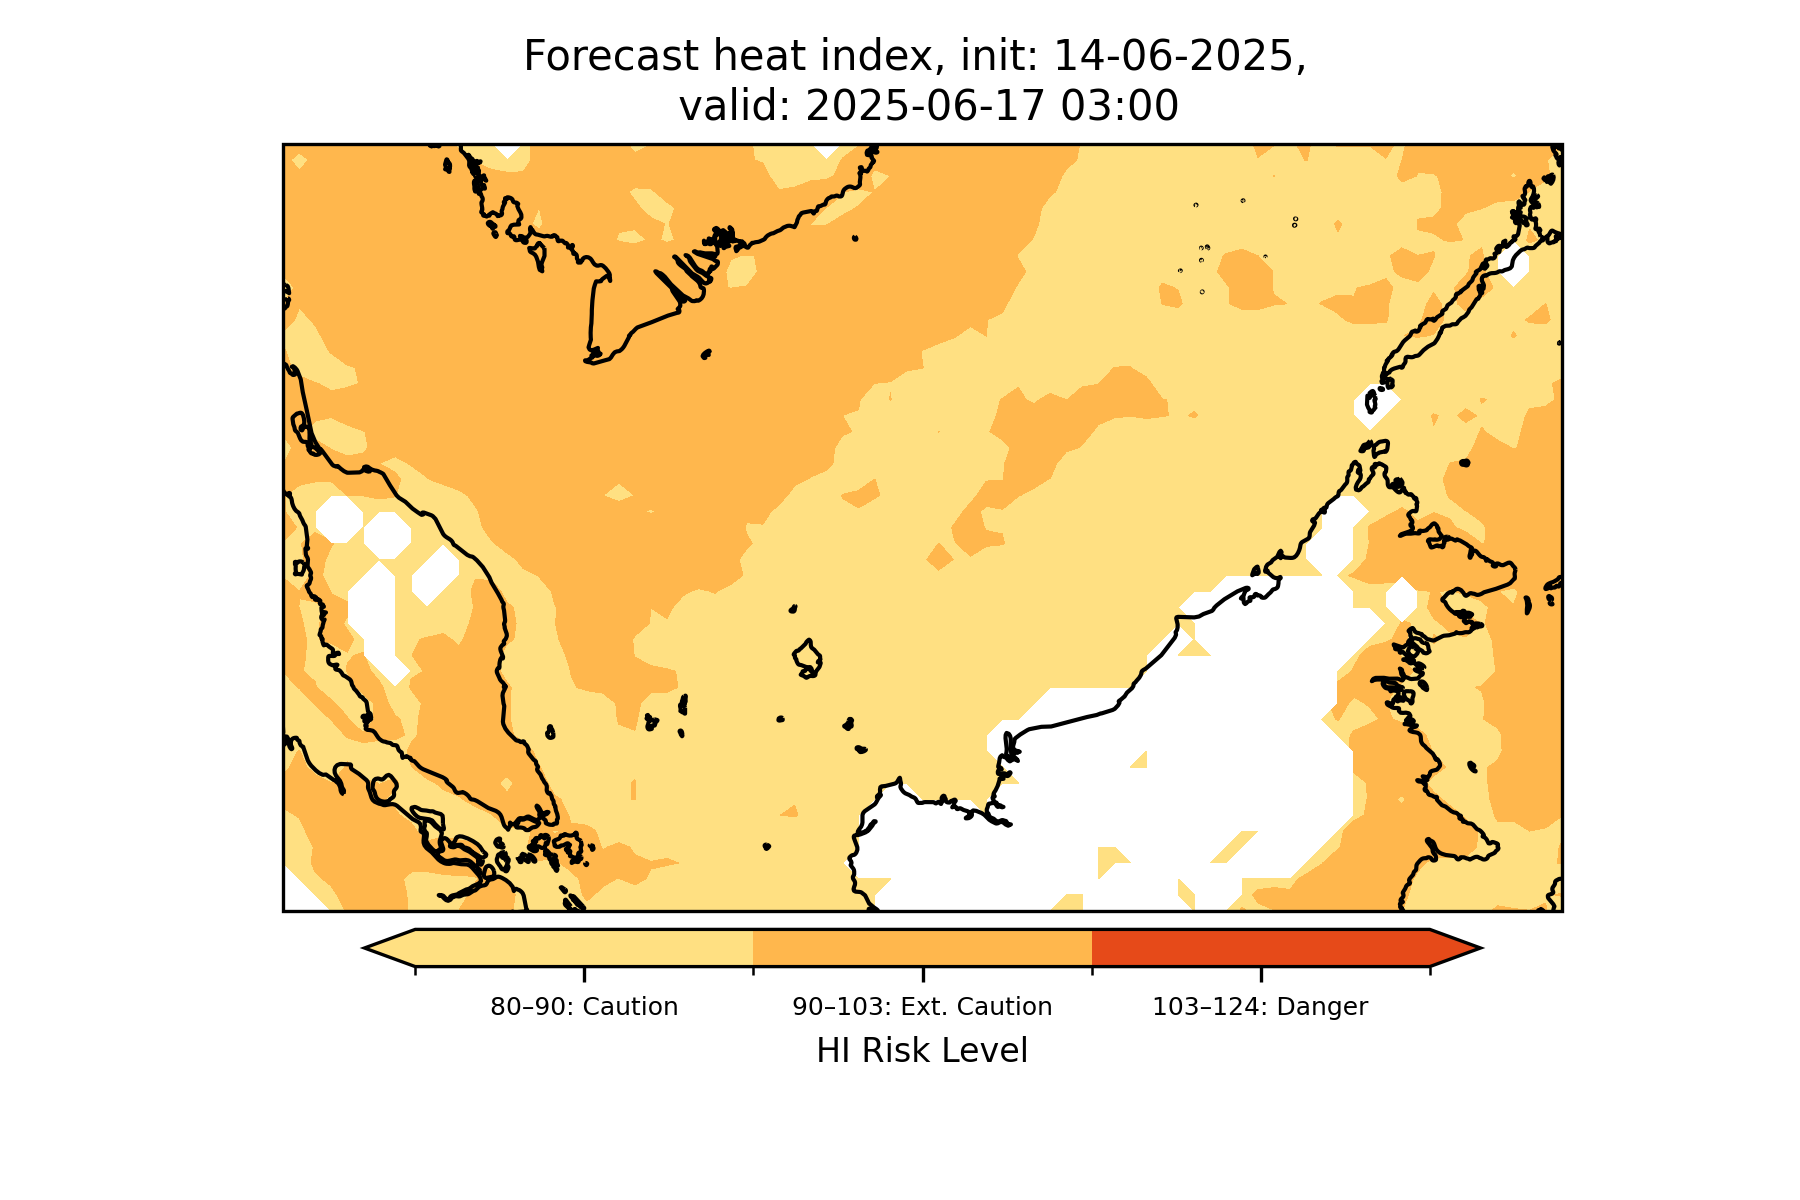 Forecast heat index, init: 14-06-2025,
valid: 2025-06-17 03:00
80–90: Caution
90–103: Ext. Caution
103–124: Danger
HI Risk Level